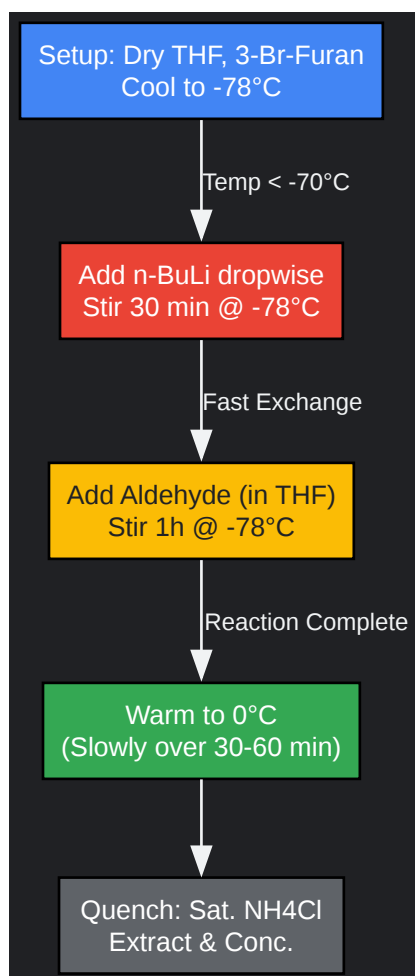 Setup: Dry THF, 3-Br-Furan
Cool to -78°C
Temp < -70°C
Add n-BuLi dropwise
Stir 30 min @ -78°C
Fast Exchange
Add Aldehyde (in THF)
Stir 1h @ -78°C
Reaction Complete
Warm to 0°C
(Slowly over 30-60 min)
Quench: Sat. NH4Cl
Extract & Conc.